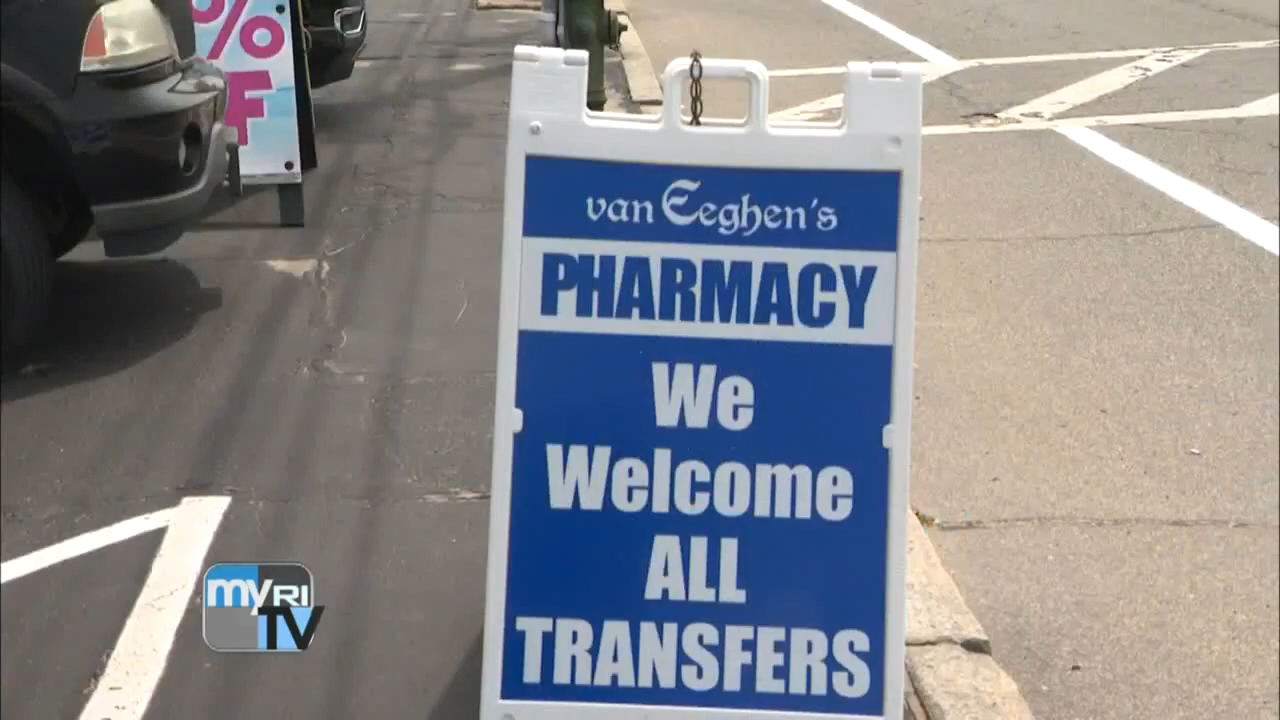 %
F
van Eeghen's
PHARMACY
We
Welcome
ALL
TRANSFERS
myRI
TV